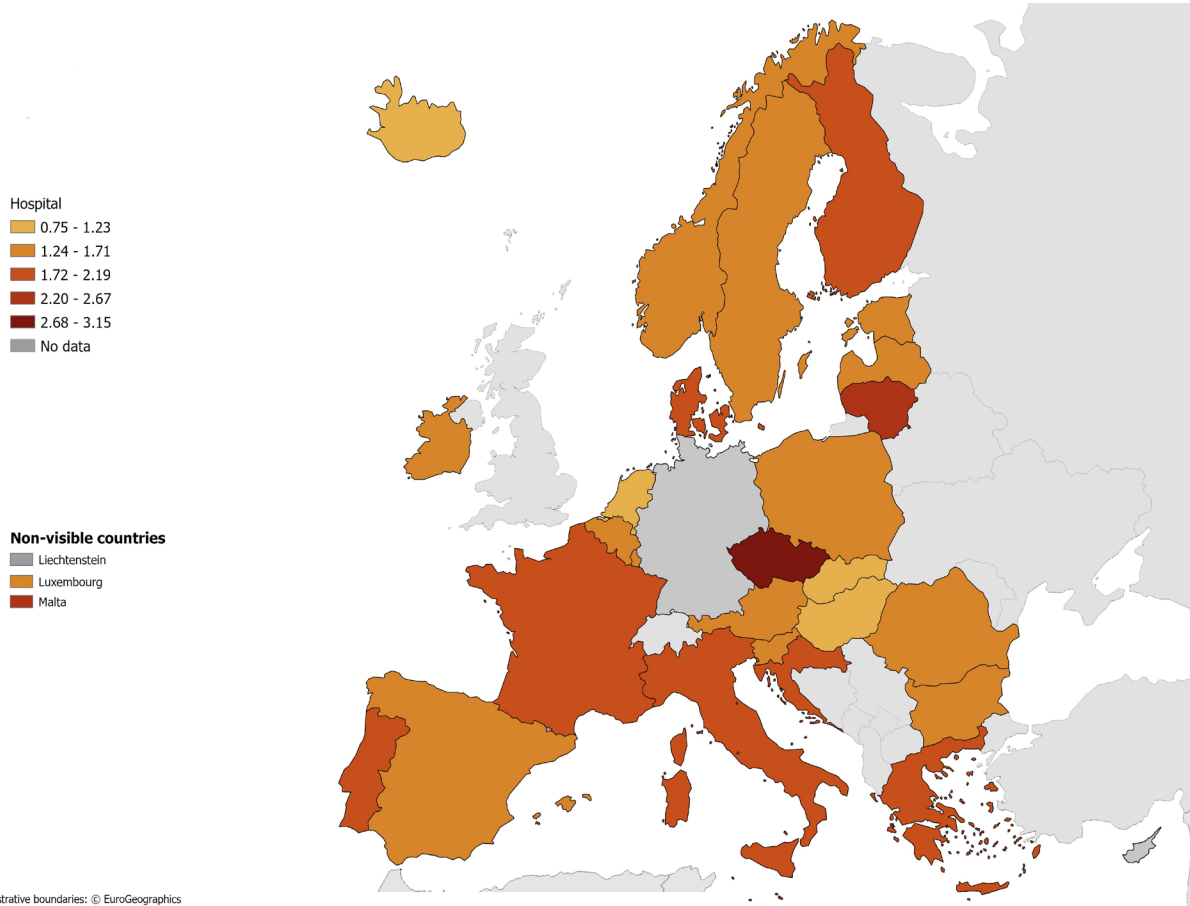 Hospital
0.75 - 1.23
1.24 - 1.71
1.72 - 2.19
2.20 - 2.67
2.68 - 3.15
No data
Non-visible countries
Liechtenstein
Luxembourg
Malta
strative boundaries: © EuroGeographics